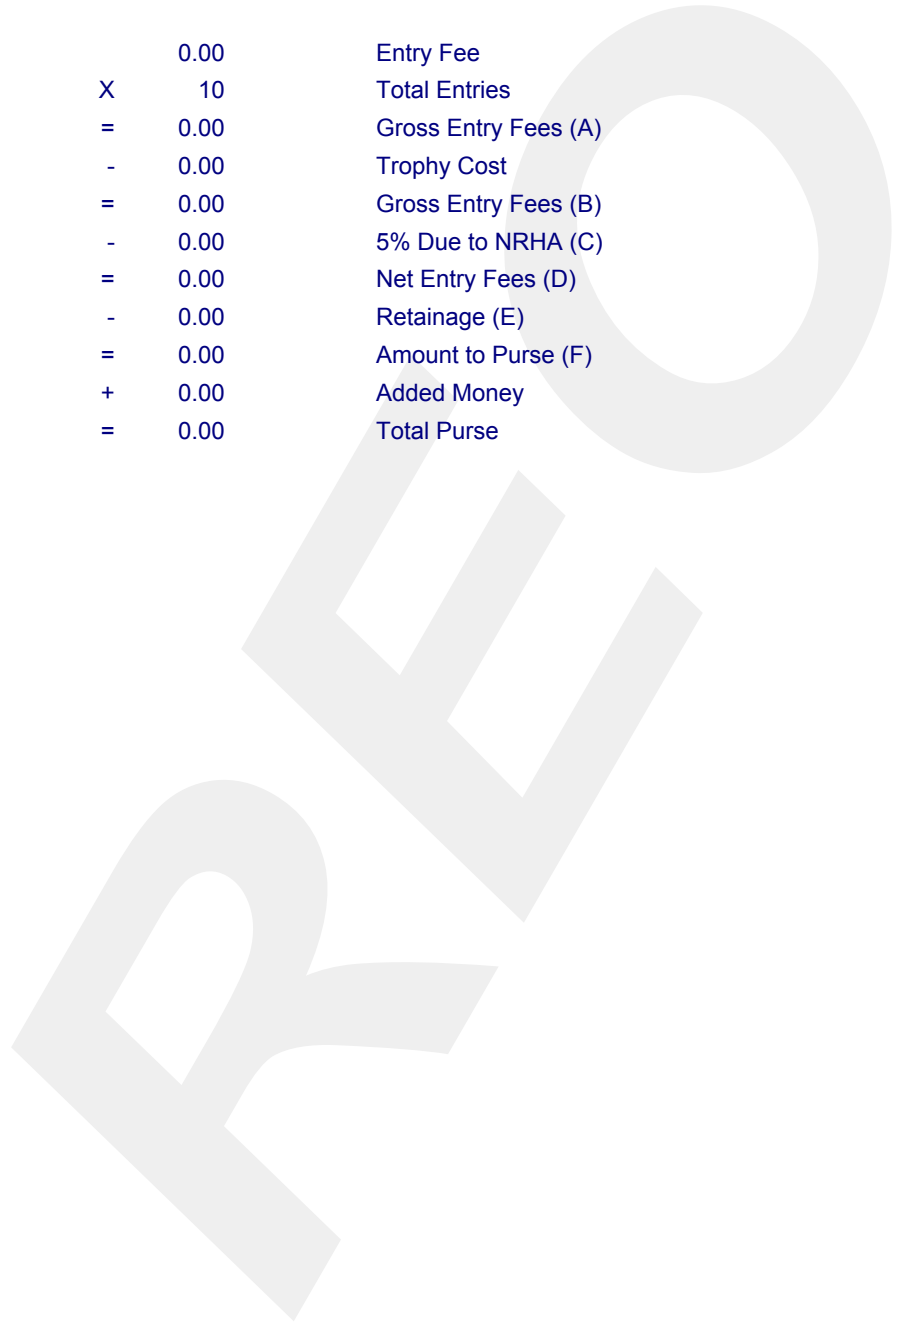 0.00 Entry Fee
X 10 Total Entries
= 0.00 Gross Entry Fees (A)
- 0.00 Trophy Cost
= 0.00 Gross Entry Fees (B)
- 0.00 5% Due to NRHA (C)
= 0.00 Net Entry Fees (D)
- 0.00 Retainage (E)
= 0.00 Amount to Purse (F)
+ 0.00 Added Money
= 0.00 Total Purse
REO